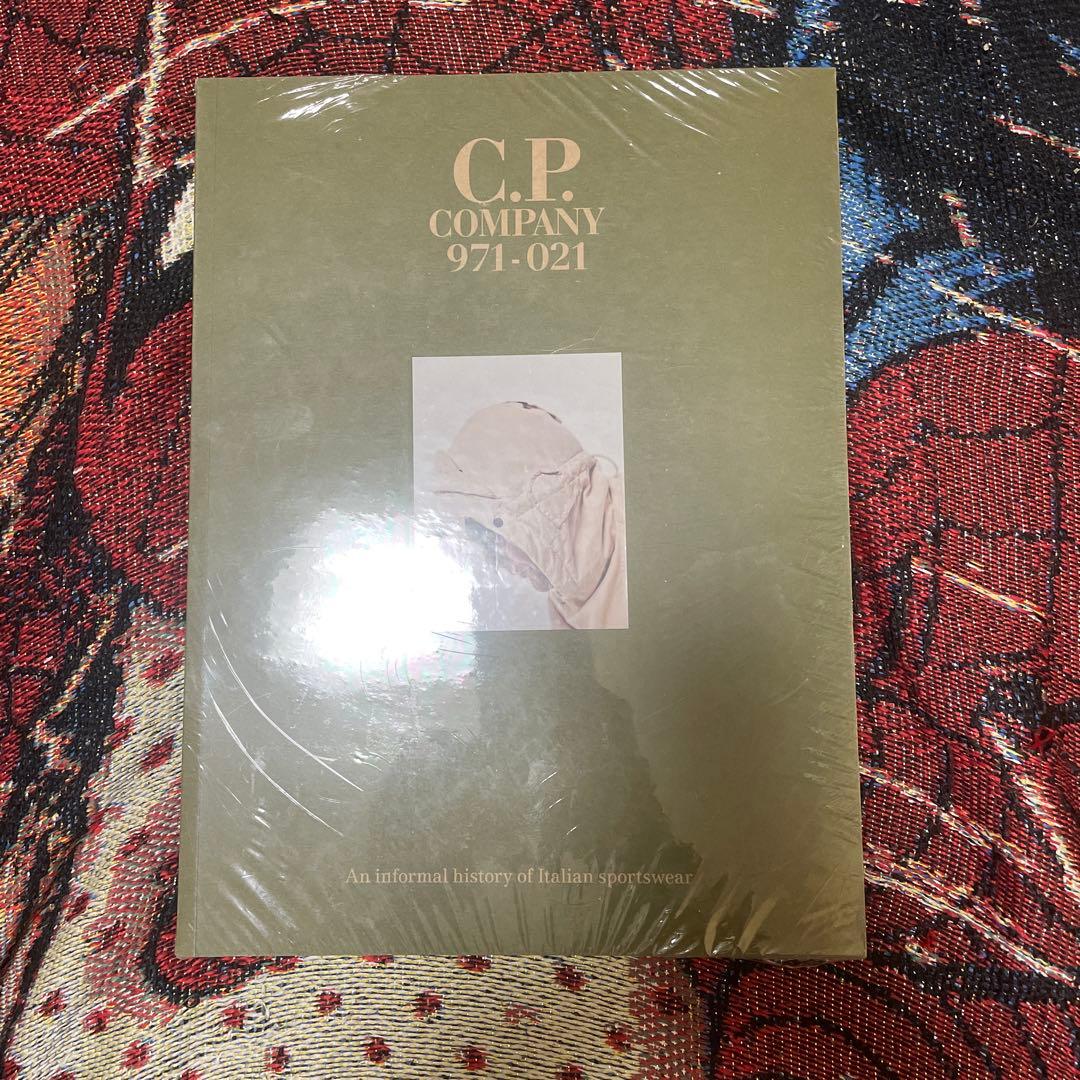 C.P.
COMPANY
971-021
An informal history of Italian sportswear